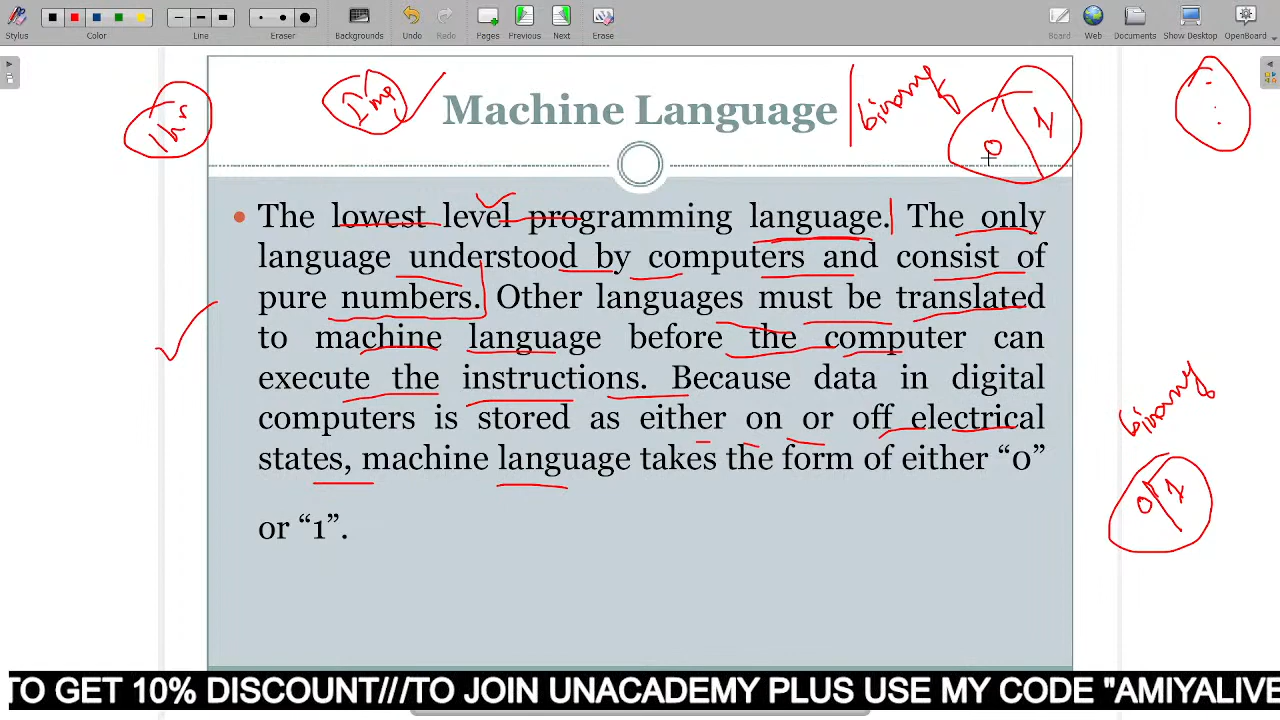 Stylus Color Line Eraser Backgrounds Undo Redo Pages Previous Next Erase Board Web Documents Show Desktop OpenBoard
1hr
Imp
Machine Language
binary
0 1
The lowest level programming language. The only
language understood by computers and consist of
pure numbers. Other languages must be translated
to machine language before the computer can
execute the instructions. Because data in digital
computers is stored as either on or off electrical
states, machine language takes the form of either “0”
or “1”.
binary
0 1
TO GET 10% DISCOUNT///TO JOIN UNACADEMY PLUS USE MY CODE "AMIYALIVE